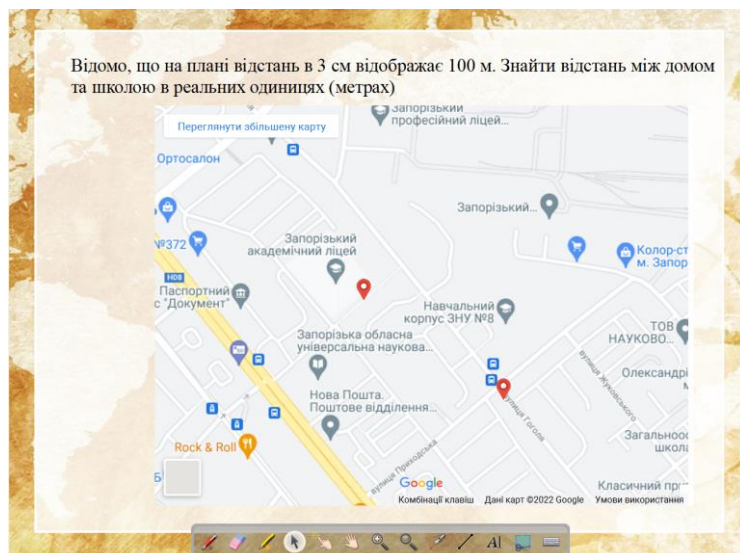 Відомо, що на плані відстань в 3 см відображає 100 м. Знайти відстань між домом
та школою в реальних одиницях (метрах)
Запорізький
професійний ліцей...
Переглянути збільшену карту
Ортосалон
Запорізький...
№372
Запорізький
академічний ліцей
Колор-ст
м. Запор
H08
Паспортний
с "Документ"
Навчальний
корпус ЗНУ №8
Запорізька обласна
універсальна наукова...
ТОВ
НАУКОВО...
вулиця Жуковського
Олександрі
Нова Пошта.
Поштове відділення...
вулиця Гоголя
Rock & Roll
вулиця Приходська
Загальноос
школа
Б
Google
Класичний при
Комбінації клавіш Дані карт ©2022 Google Умови використання
A